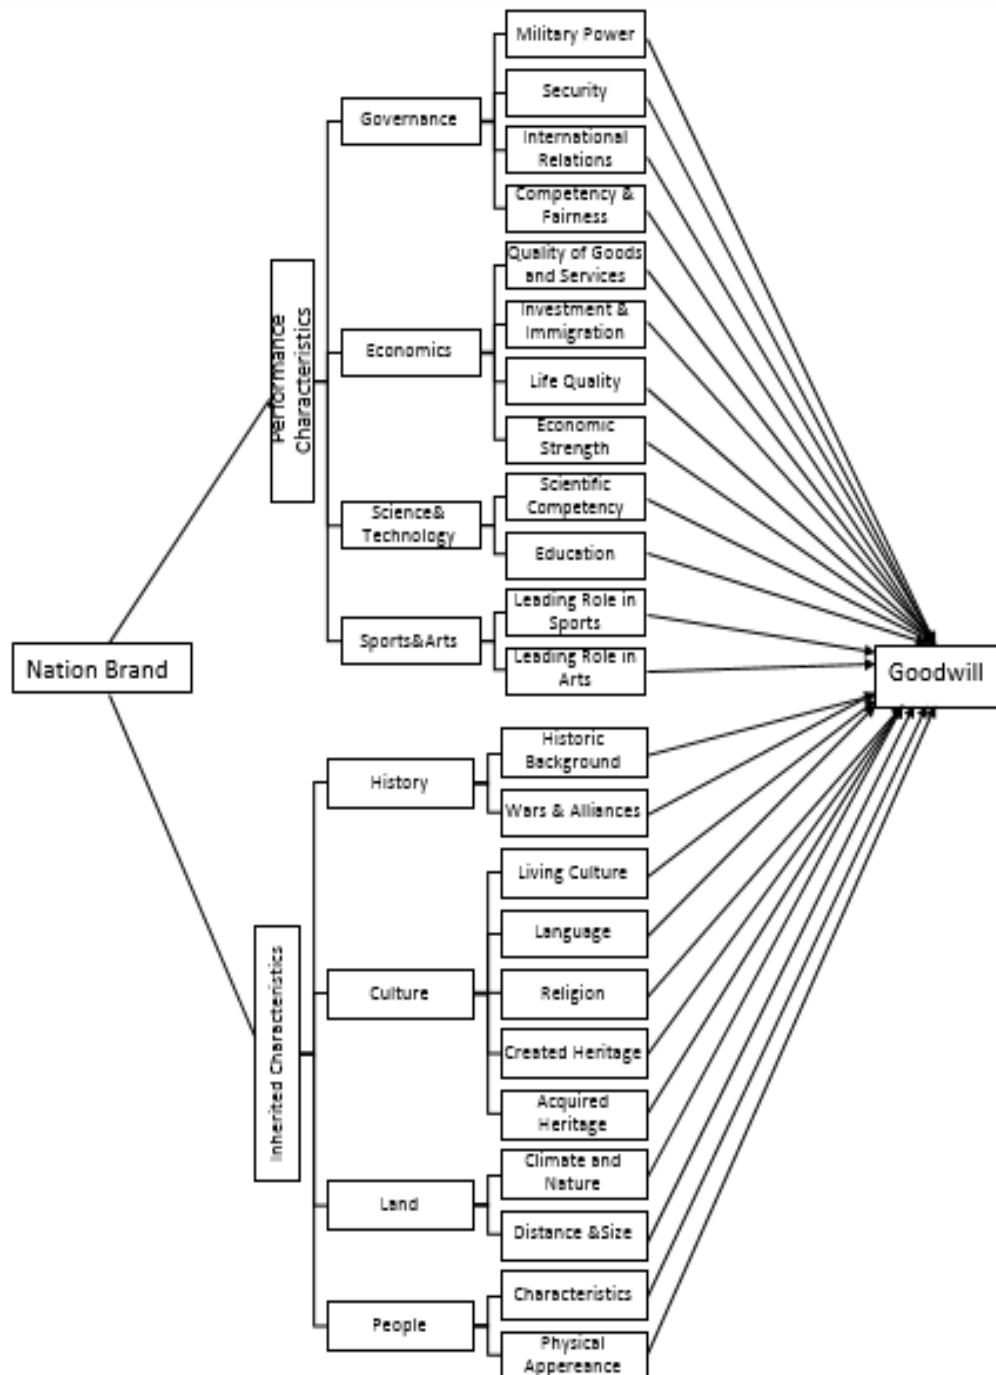 Nation Brand
Performance
Characteristics
Governance
Military Power
Security
International
Relations
Competency &
Fairness
Economics
Quality of Goods
and Services
Investment &
Immigration
Life Quality
Economic
Strength
Science&
Technology
Scientific
Competency
Education
Sports&Arts
Leading Role in
Sports
Leading Role in
Arts
Inherited Characteristics
History
Historic
Background
Wars & Alliances
Culture
Living Culture
Language
Religion
Created Heritage
Acquired
Heritage
Land
Climate and
Nature
Distance &Size
People
Characteristics
Physical
Appereance
Goodwill